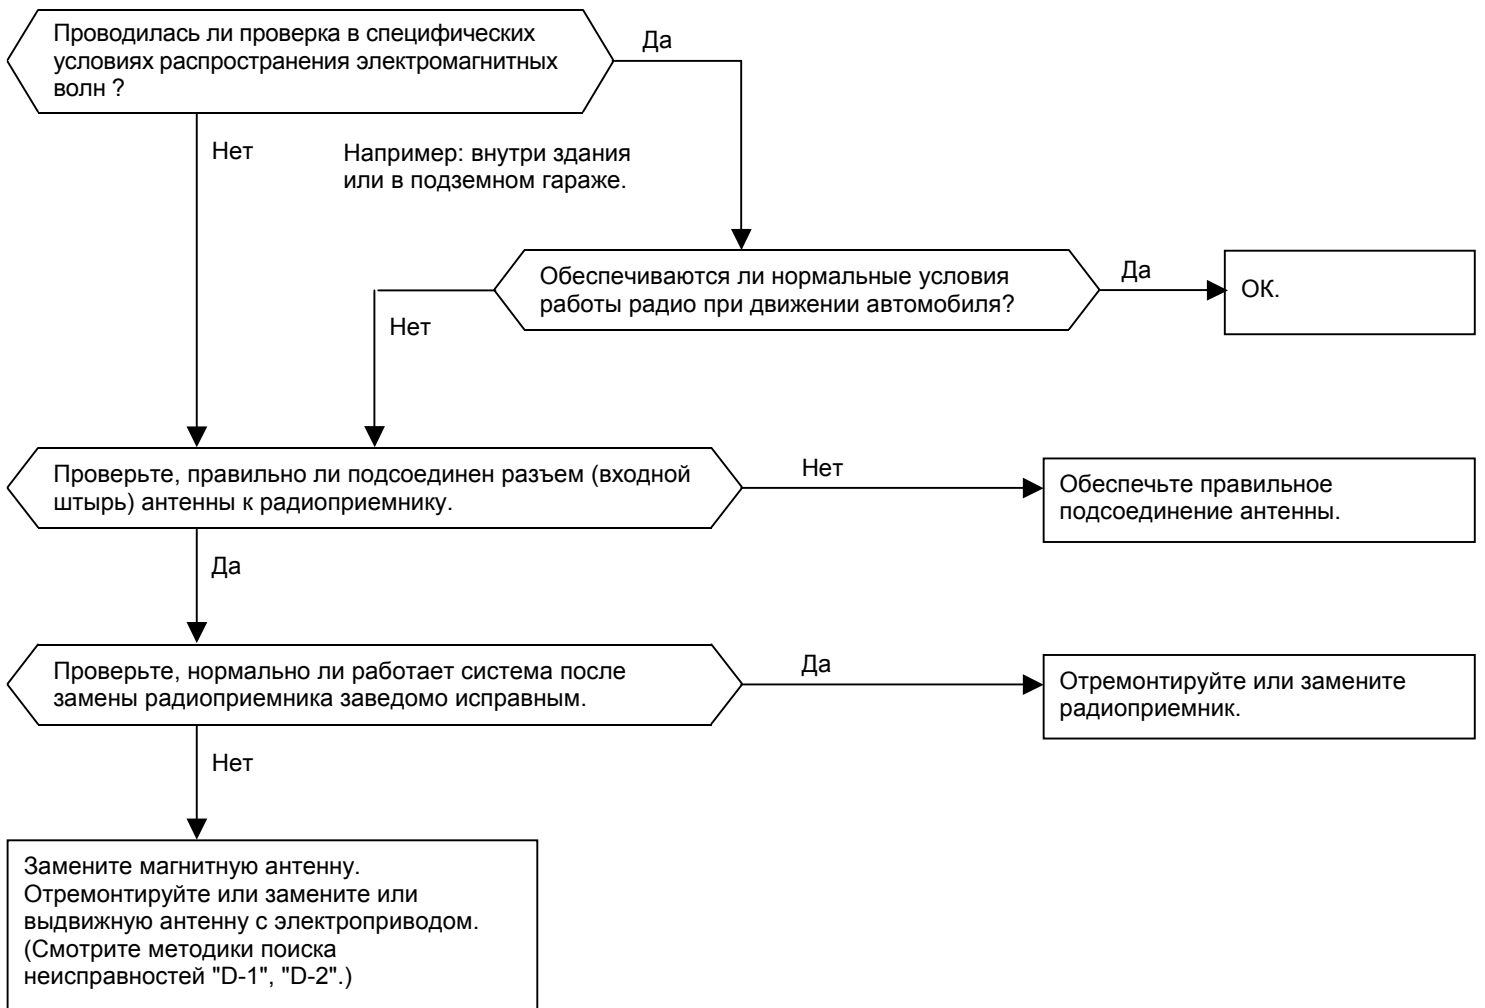 Проводилась ли проверка в специфических
условиях распространения электромагнитных
волн ?
Да
Нет
Например: внутри здания
или в подземном гараже.
Обеспечиваются ли нормальные условия
работы радио при движении автомобиля?
Да
ОК.
Нет
Проверьте, правильно ли подсоединен разъем (входной
штырь) антенны к радиоприемнику.
Нет
Обеспечьте правильное
подсоединение антенны.
Да
Проверьте, нормально ли работает система после
замены радиоприемника заведомо исправным.
Да
Отремонтируйте или замените
радиоприемник.
Нет
Замените магнитную антенну.
Отремонтируйте или замените или
выдвижную антенну с электроприводом.
(Смотрите методики поиска
неисправностей "D-1", "D-2".)